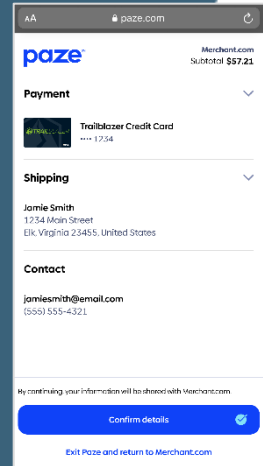 AA paze.com
paze
Merchant.com
Subtotal $57.21
Payment
Trailblazer Credit Card
•••• 1234
Shipping
Jamie Smith
1234 Main Street
Elk, Virginia 23455, United States
Contact
jamiesmith@email.com
(555) 555-4321
By continuing, your information will be shared with Merchant.com
Confirm details
Exit Paze and return to Merchant.com